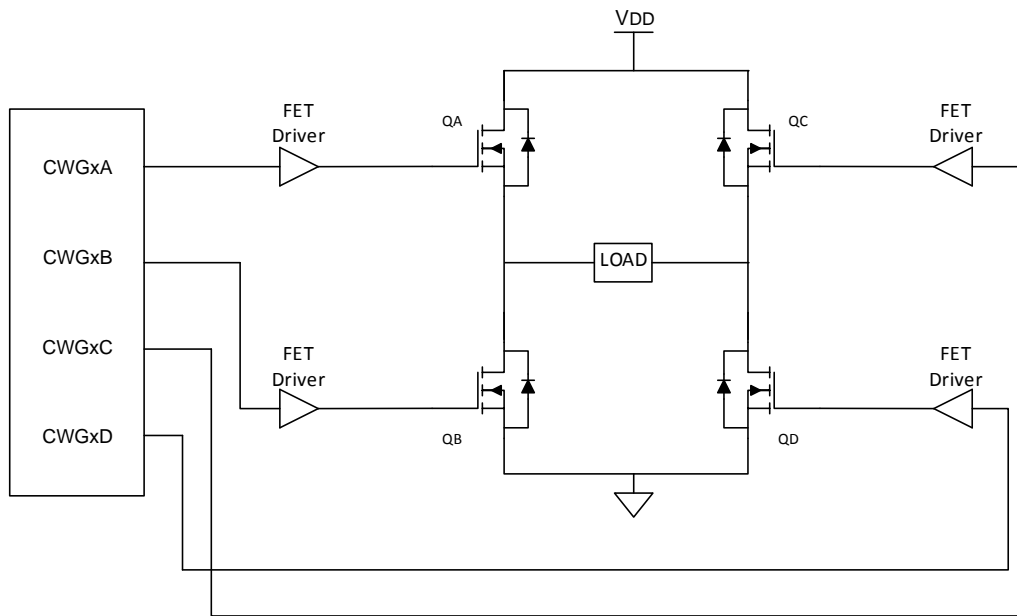 VDD
FET
Driver
QA
QC
FET
Driver
CWGxA
CWGxB
LOAD
CWGxC
FET
Driver
FET
Driver
CWGxD
QB
QD